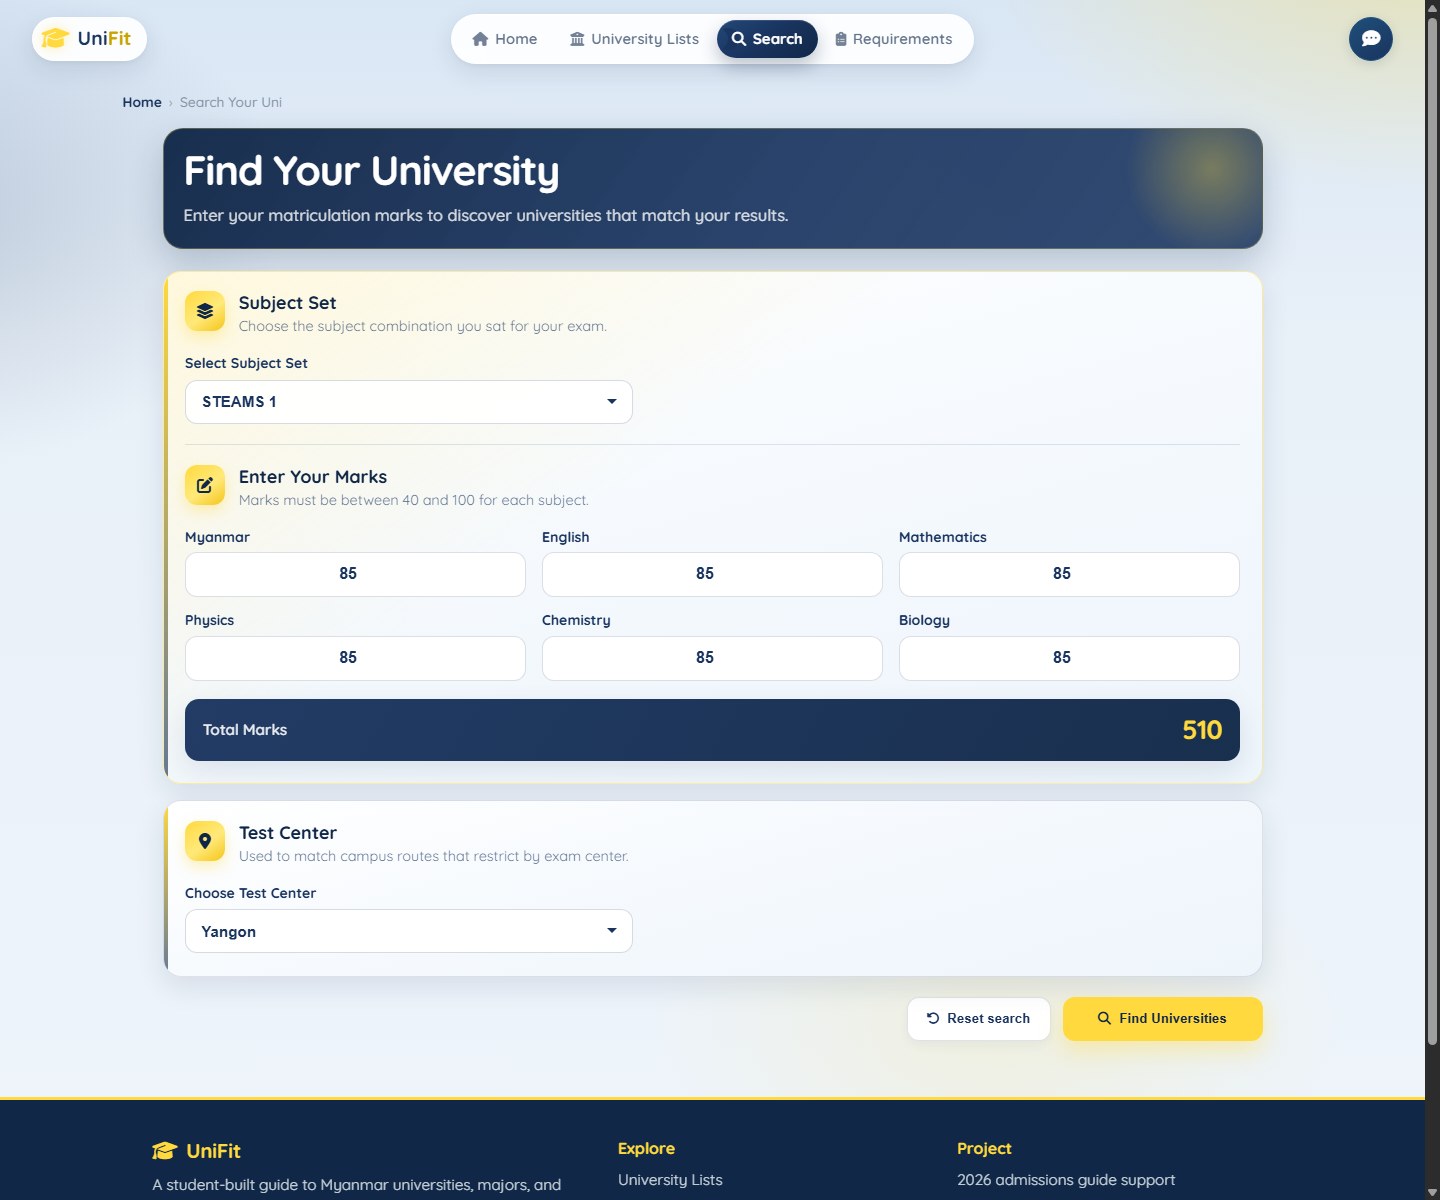 UniFit
Home University Lists Search Requirements
Home › Search Your Uni
Find Your University
Enter your matriculation marks to discover universities that match your results.
Subject Set
Choose the subject combination you sat for your exam.
Select Subject Set
STEAMS 1
Enter Your Marks
Marks must be between 40 and 100 for each subject.
Myanmar English Mathematics
85 85 85
Physics Chemistry Biology
85 85 85
Total Marks 510
Test Center
Used to match campus routes that restrict by exam center.
Choose Test Center
Yangon
Reset search Find Universities
UniFit Explore Project
A student-built guide to Myanmar universities, majors, and University Lists 2026 admissions guide support